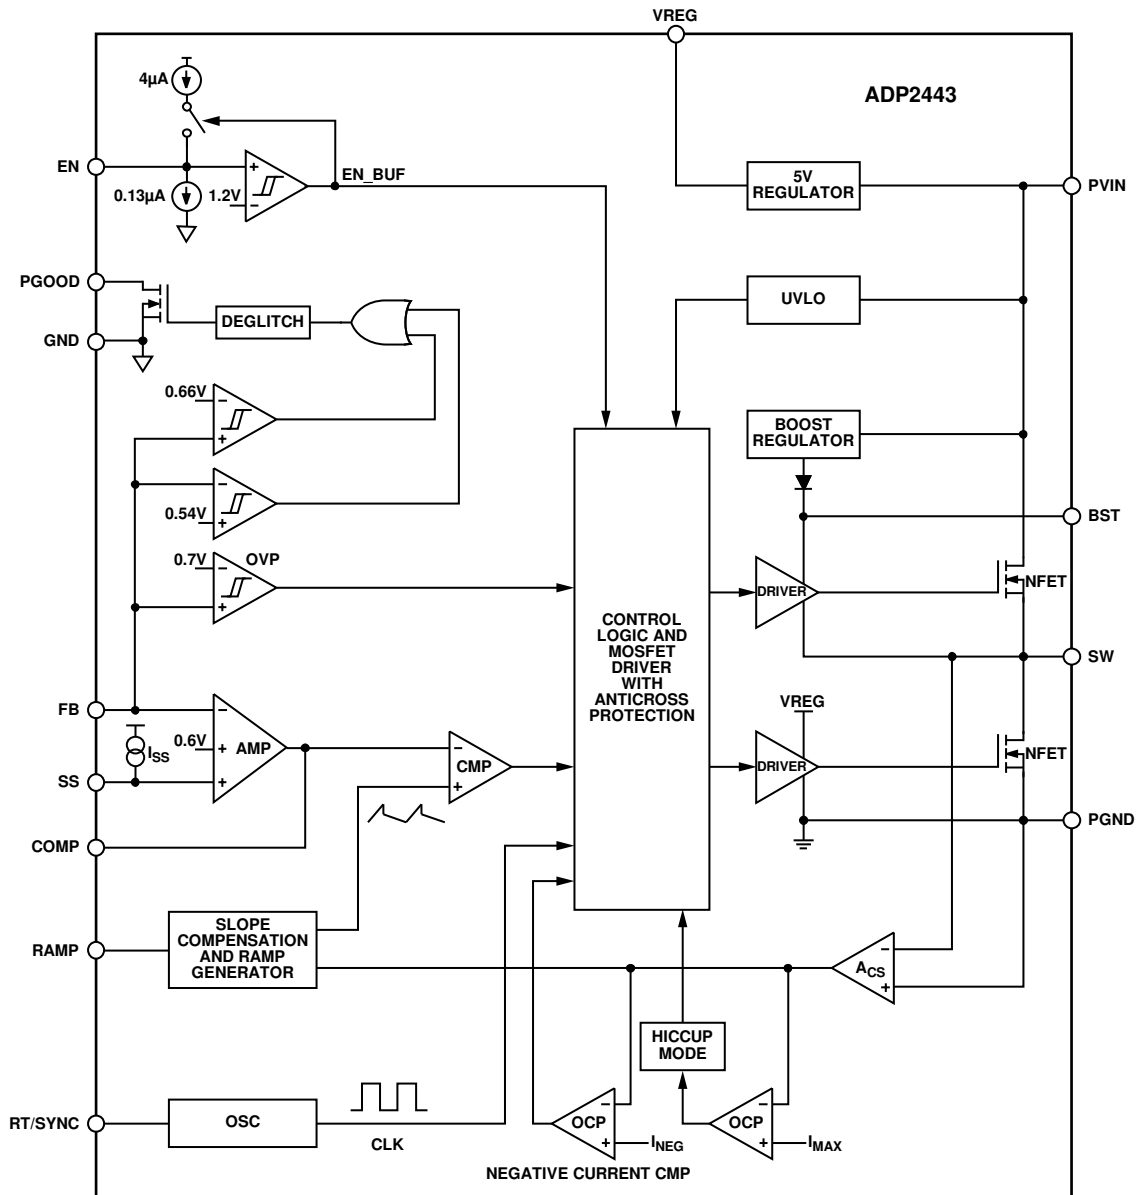 VREG
ADP2443
4µA
EN
+
EN_BUF
0.13µA
1.2V
−
5V
REGULATOR
PVIN
PGOOD
UVLO
DEGLITCH
GND
0.66V
−
+
BOOST
REGULATOR
−
0.54V
+
BST
0.7V
−
OVP
+
DRIVER
NFET
CONTROL
LOGIC AND
MOSFET
DRIVER
WITH
ANTICROSS
PROTECTION
SW
FB
−
VREG
ISS
0.6V
+
AMP
−
CMP
+
DRIVER
NFET
SS
+
PGND
COMP
RAMP
SLOPE
COMPENSATION
AND RAMP
GENERATOR
−
ACS
+
HICCUP
MODE
RT/SYNC
OSC
CLK
−
OCP
+
INEG
−
OCP
+
IMAX
NEGATIVE CURRENT CMP